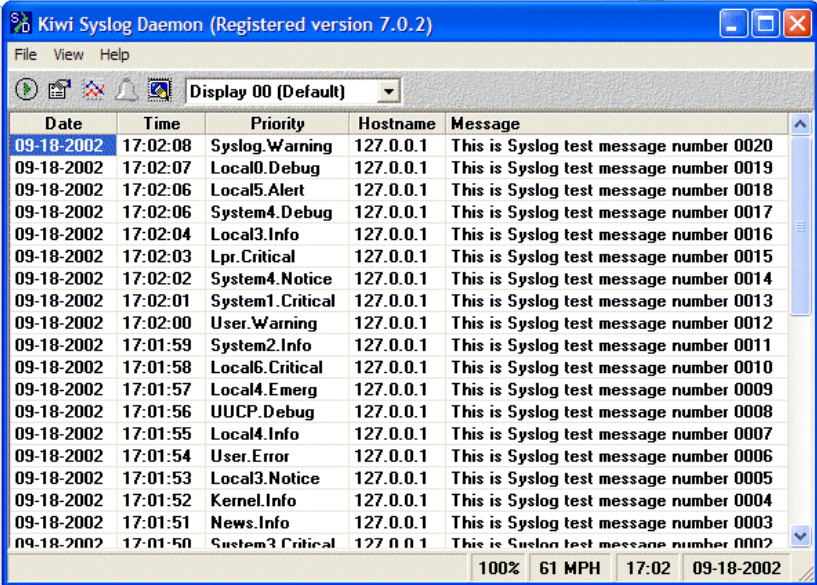 Kiwi Syslog Daemon (Registered version 7.0.2)
File View Help
Display 00 (Default)
Date Time Priority Hostname Message
09-18-2002 17:02:08 Syslog.Warning 127.0.0.1 This is Syslog test message number 0020
09-18-2002 17:02:07 Local0.Debug 127.0.0.1 This is Syslog test message number 0019
09-18-2002 17:02:06 Local5.Alert 127.0.0.1 This is Syslog test message number 0018
09-18-2002 17:02:06 System4.Debug 127.0.0.1 This is Syslog test message number 0017
09-18-2002 17:02:04 Local3.Info 127.0.0.1 This is Syslog test message number 0016
09-18-2002 17:02:03 Lpr.Critical 127.0.0.1 This is Syslog test message number 0015
09-18-2002 17:02:02 System4.Notice 127.0.0.1 This is Syslog test message number 0014
09-18-2002 17:02:01 System1.Critical 127.0.0.1 This is Syslog test message number 0013
09-18-2002 17:02:00 User.Warning 127.0.0.1 This is Syslog test message number 0012
09-18-2002 17:01:59 System2.Info 127.0.0.1 This is Syslog test message number 0011
09-18-2002 17:01:58 Local6.Critical 127.0.0.1 This is Syslog test message number 0010
09-18-2002 17:01:57 Local4.Emerg 127.0.0.1 This is Syslog test message number 0009
09-18-2002 17:01:56 UUCP.Debug 127.0.0.1 This is Syslog test message number 0008
09-18-2002 17:01:55 Local4.Info 127.0.0.1 This is Syslog test message number 0007
09-18-2002 17:01:54 User.Error 127.0.0.1 This is Syslog test message number 0006
09-18-2002 17:01:53 Local3.Notice 127.0.0.1 This is Syslog test message number 0005
09-18-2002 17:01:52 Kernel.Info 127.0.0.1 This is Syslog test message number 0004
09-18-2002 17:01:51 News.Info 127.0.0.1 This is Syslog test message number 0003
09-18-2002 17:01:50 System3.Critical 127.0.0.1 This is Syslog test message number 0002
100% 61 MPH 17:02 09-18-2002